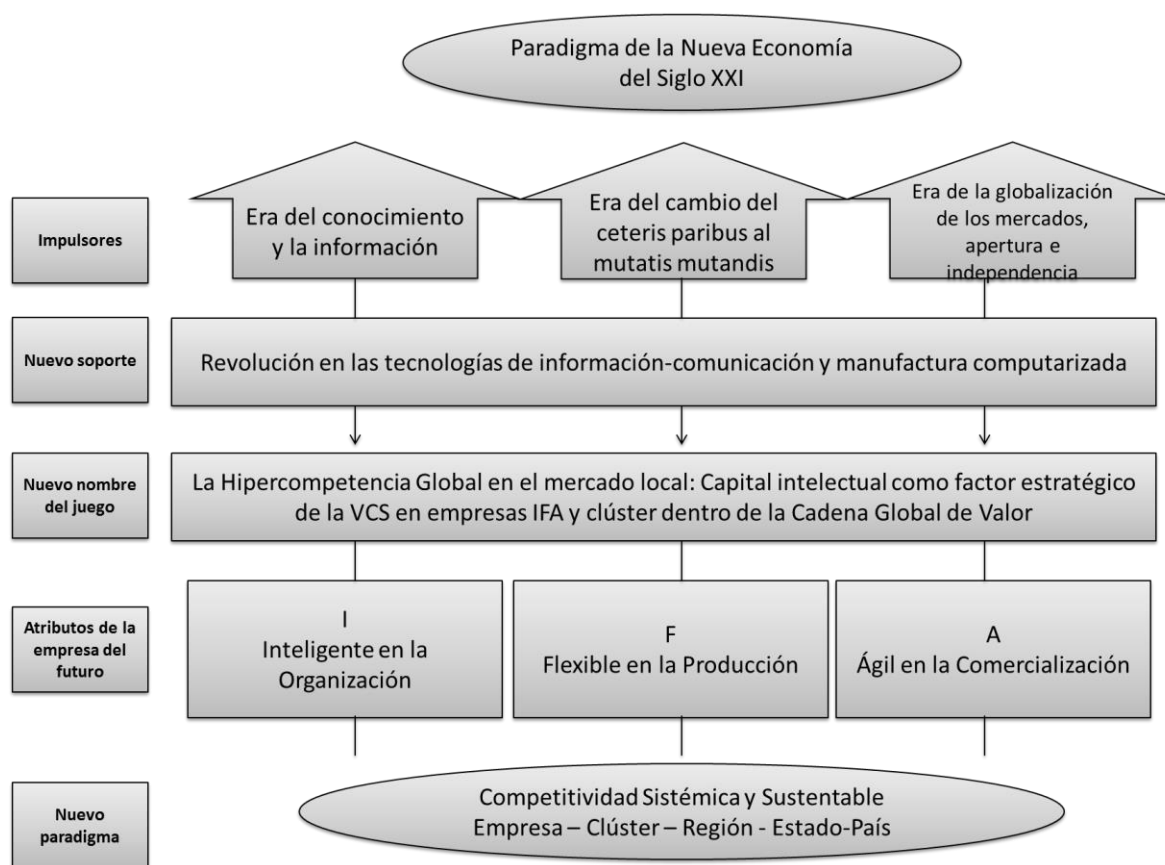 Paradigma de la Nueva Economía
del Siglo XXI
Impulsores
Era del conocimiento
y la información
Era del cambio del
ceteris paribus al
mutatis mutandis
Era de la globalización
de los mercados,
apertura e
independencia
Nuevo soporte
Revolución en las tecnologías de información-comunicación y manufactura computarizada
Nuevo nombre
del juego
La Hipercompetencia Global en el mercado local: Capital intelectual como factor estratégico
de la VCS en empresas IFA y clúster dentro de la Cadena Global de Valor
Atributos de la
empresa del
futuro
I
Inteligente en la
Organización
F
Flexible en la Producción
A
Ágil en la Comercialización
Nuevo
paradigma
Competitividad Sistémica y Sustentable
Empresa – Clúster – Región - Estado-País